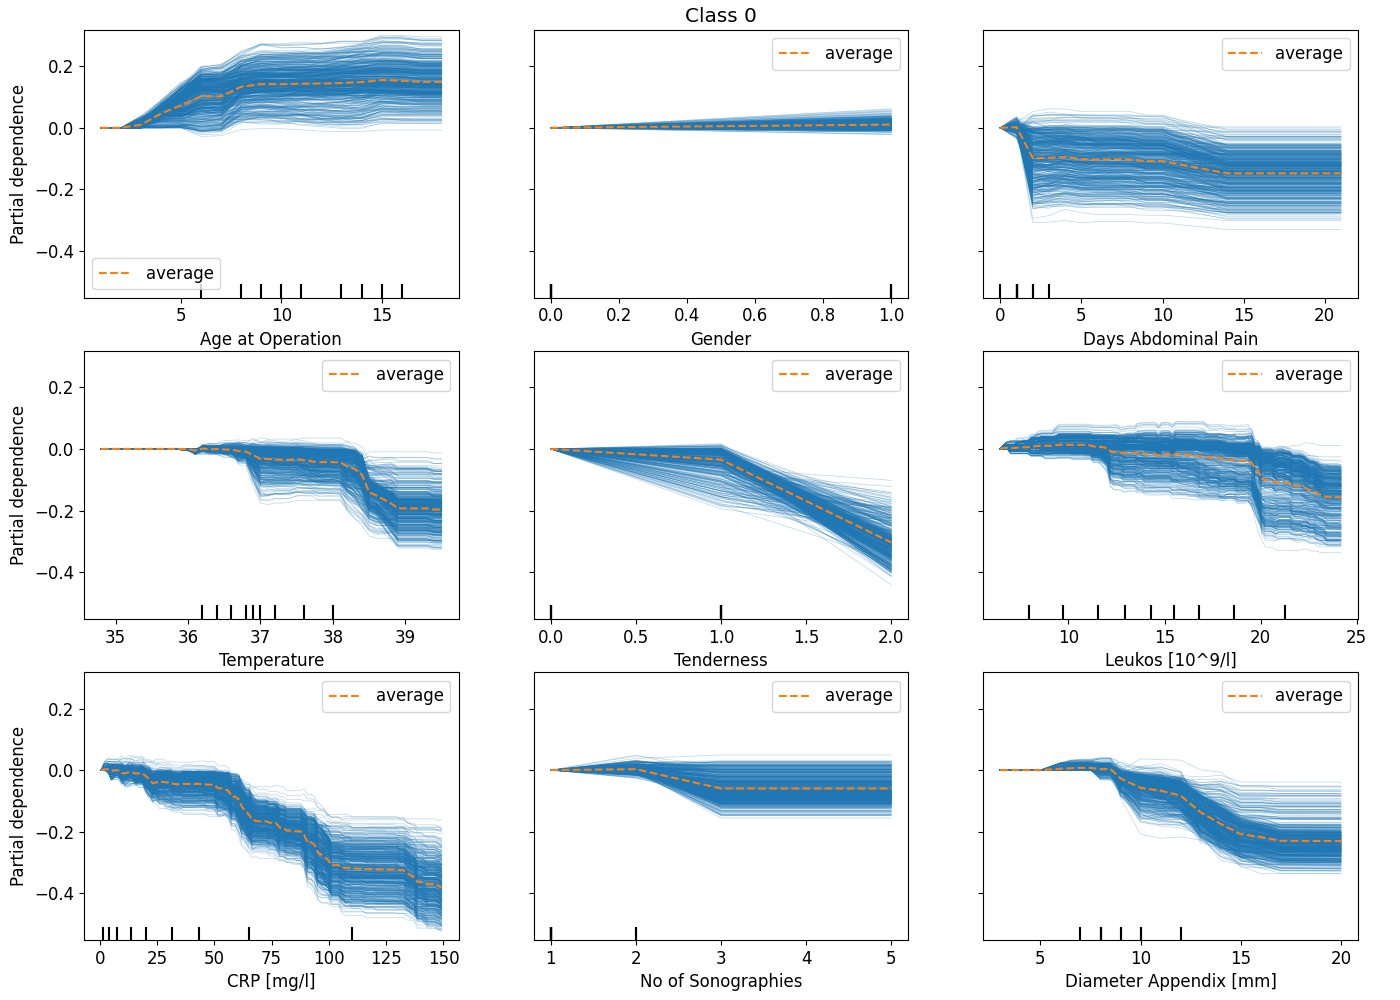 Class 0
Partial dependence
0.2
0.0
−0.2
−0.4
average
average
average
5
10
15
0.0
0.2
0.4
0.6
0.8
1.0
0
5
10
15
20
Age at Operation
Gender
Days Abdominal Pain
Partial dependence
0.2
0.0
−0.2
−0.4
average
average
average
35
36
37
38
39
0.0
0.5
1.0
1.5
2.0
10
15
20
25
Temperature
Tenderness
Leukos [10^9/l]
Partial dependence
0.2
0.0
−0.2
−0.4
average
average
average
0
25
50
75
100
125
150
1
2
3
4
5
5
10
15
20
CRP [mg/l]
No of Sonographies
Diameter Appendix [mm]